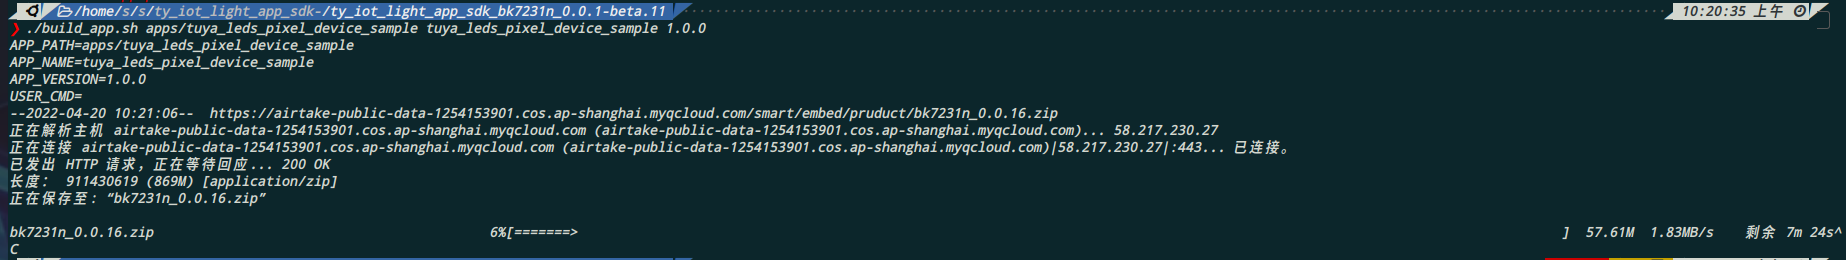 /home/s/s/ty_iot_light_app_sdk-/ty_iot_light_app_sdk_bk7231n_0.0.1-beta.11 10:20:35 上午
❯ ./build_app.sh apps/tuya_leds_pixel_device_sample tuya_leds_pixel_device_sample 1.0.0
APP_PATH=apps/tuya_leds_pixel_device_sample
APP_NAME=tuya_leds_pixel_device_sample
APP_VERSION=1.0.0
USER_CMD=
--2022-04-20 10:21:06--  https://airtake-public-data-1254153901.cos.ap-shanghai.myqcloud.com/smart/embed/pruduct/bk7231n_0.0.16.zip
正在解析主机 airtake-public-data-1254153901.cos.ap-shanghai.myqcloud.com (airtake-public-data-1254153901.cos.ap-shanghai.myqcloud.com)... 58.217.230.27
正在连接 airtake-public-data-1254153901.cos.ap-shanghai.myqcloud.com (airtake-public-data-1254153901.cos.ap-shanghai.myqcloud.com)|58.217.230.27|:443... 已连接。
已发出 HTTP 请求，正在等待回应... 200 OK
长度： 911430619 (869M) [application/zip]
正在保存至: “bk7231n_0.0.16.zip”
bk7231n_0.0.16.zip 6%[=======> ] 57.61M 1.83MB/s 剩余 7m 24s^
C